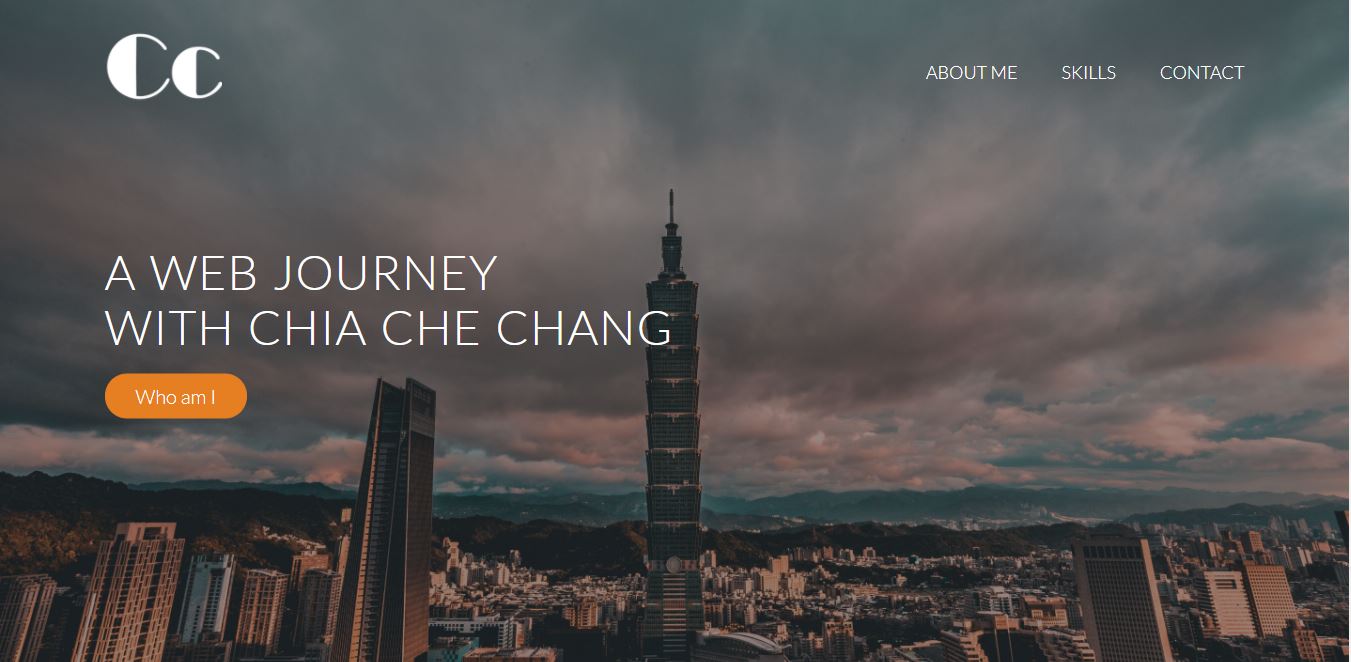 Cc
ABOUT ME SKILLS CONTACT
A WEB JOURNEY
WITH CHIA CHE CHANG
Who am I